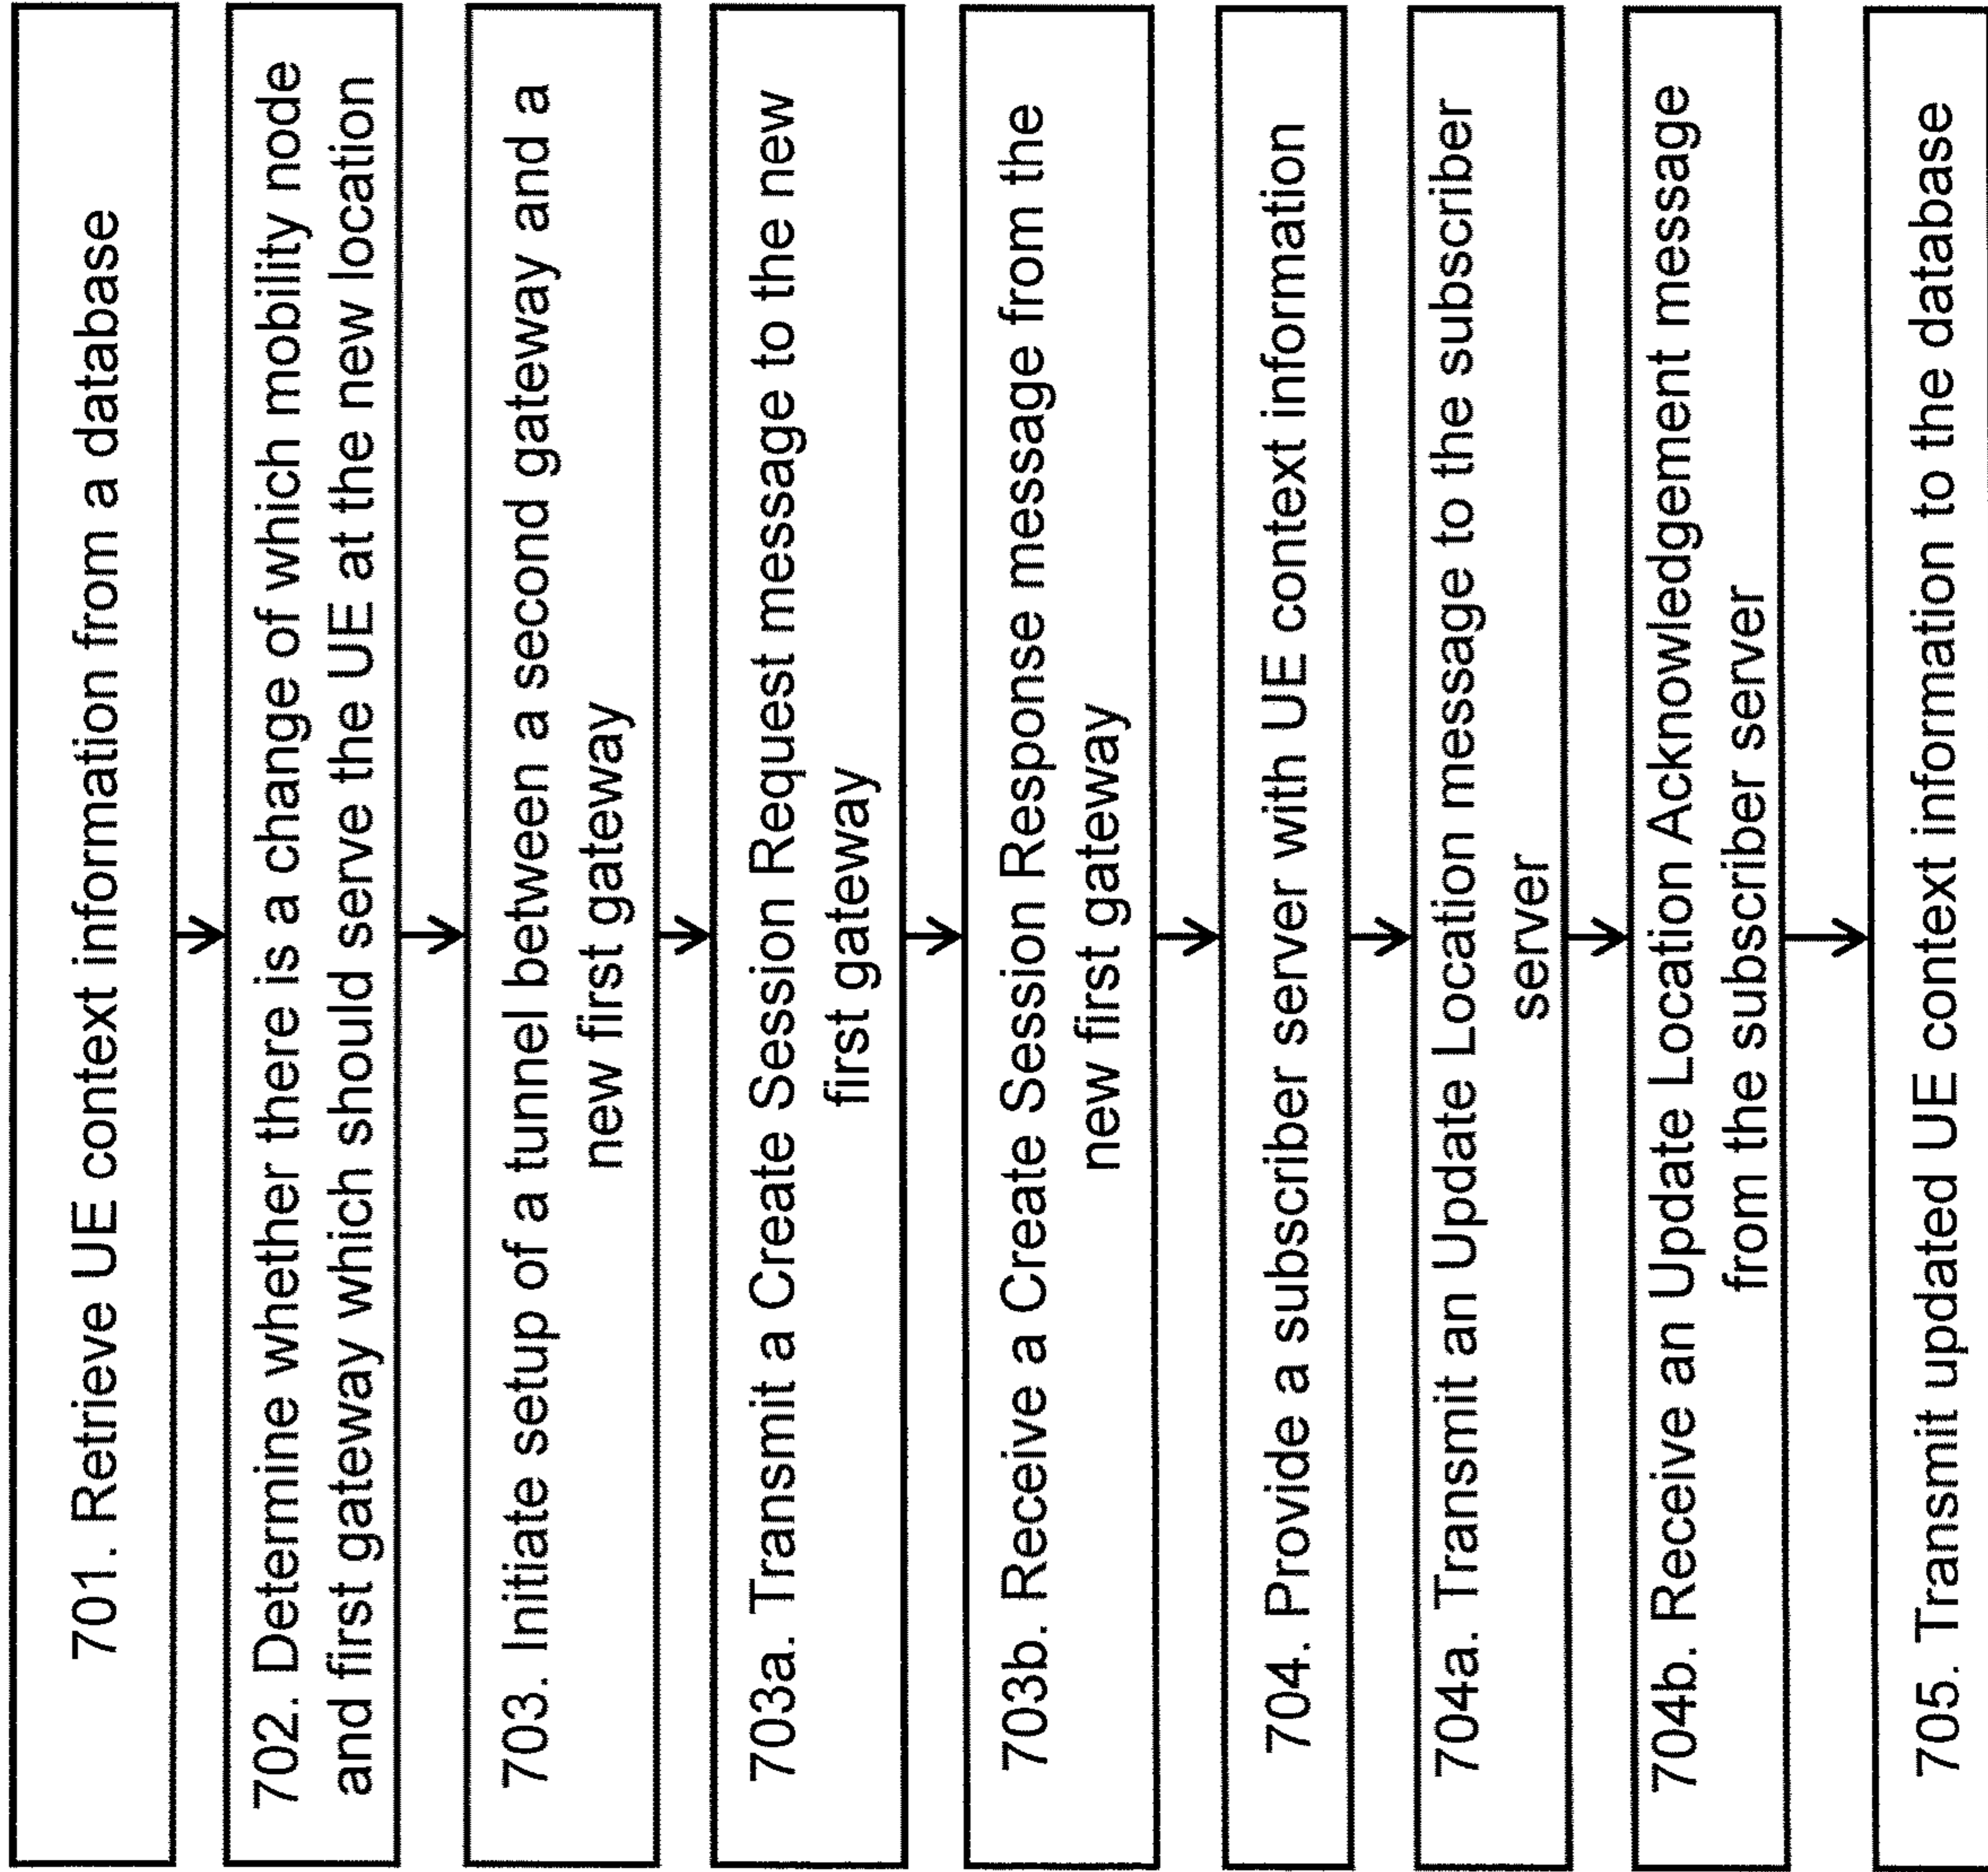 701. Retrieve UE context information from a database
702. Determine whether there is a change of which mobility node
and first gateway which should serve the UE at the new location
703. Initiate setup of a tunnel between a second gateway and a
new first gateway
703a. Transmit a Create Session Request message to the new
first gateway
703b. Receive a Create Session Response message from the
new first gateway
704. Provide a subscriber server with UE context information
704a. Transmit an Update Location message to the subscriber
server
704b. Receive an Update Location Acknowledgement message
from the subscriber server
705. Transmit updated UE context information to the database